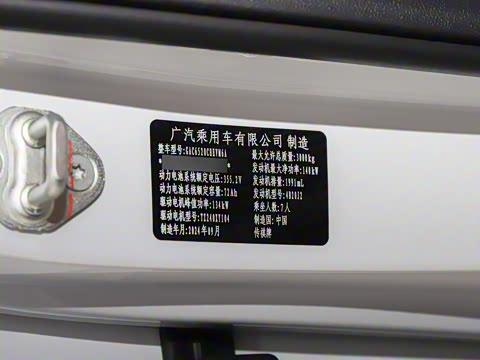 广汽乘用车有限公司 制造
整车型号:GAC6520CHEVM6A
最大允许总质量:3000kg
发动机最大净功率:140kW
动力电池系统额定电压:355.2V
发动机排量:1991mL
动力电池系统额定容量:72Ah
发动机型号:4B20J2
驱动电机峰值功率:134kW
乘坐人数:7人
驱动电机型号:TZ240XY104
制造国:中国
制造年月:2024年09月
传祺牌